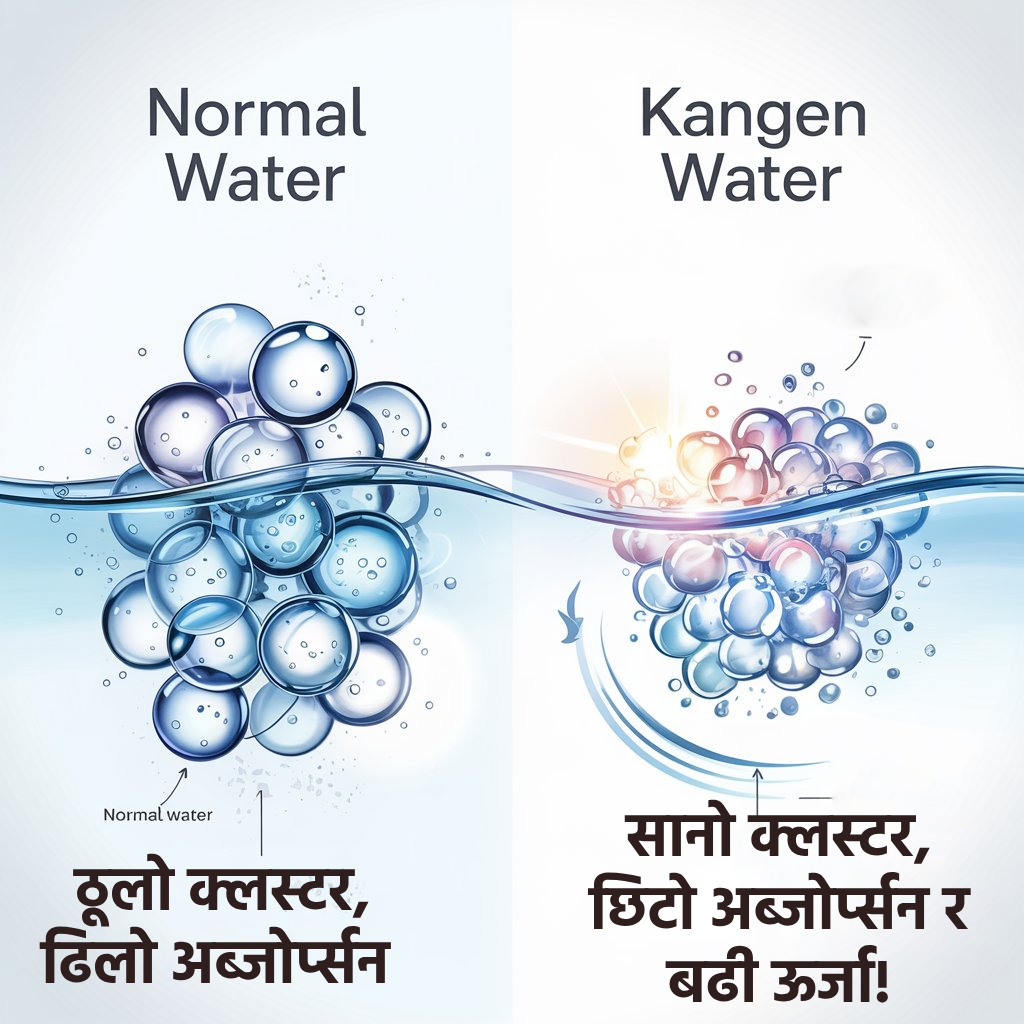 Normal
Water
Kangen
Water
Normal water
ठूलो क्लस्टर,
ढिलो अब्जोर्प्सन
सानो क्लस्टर,
छिटो अब्जोर्प्सन र
बढी ऊर्जा!